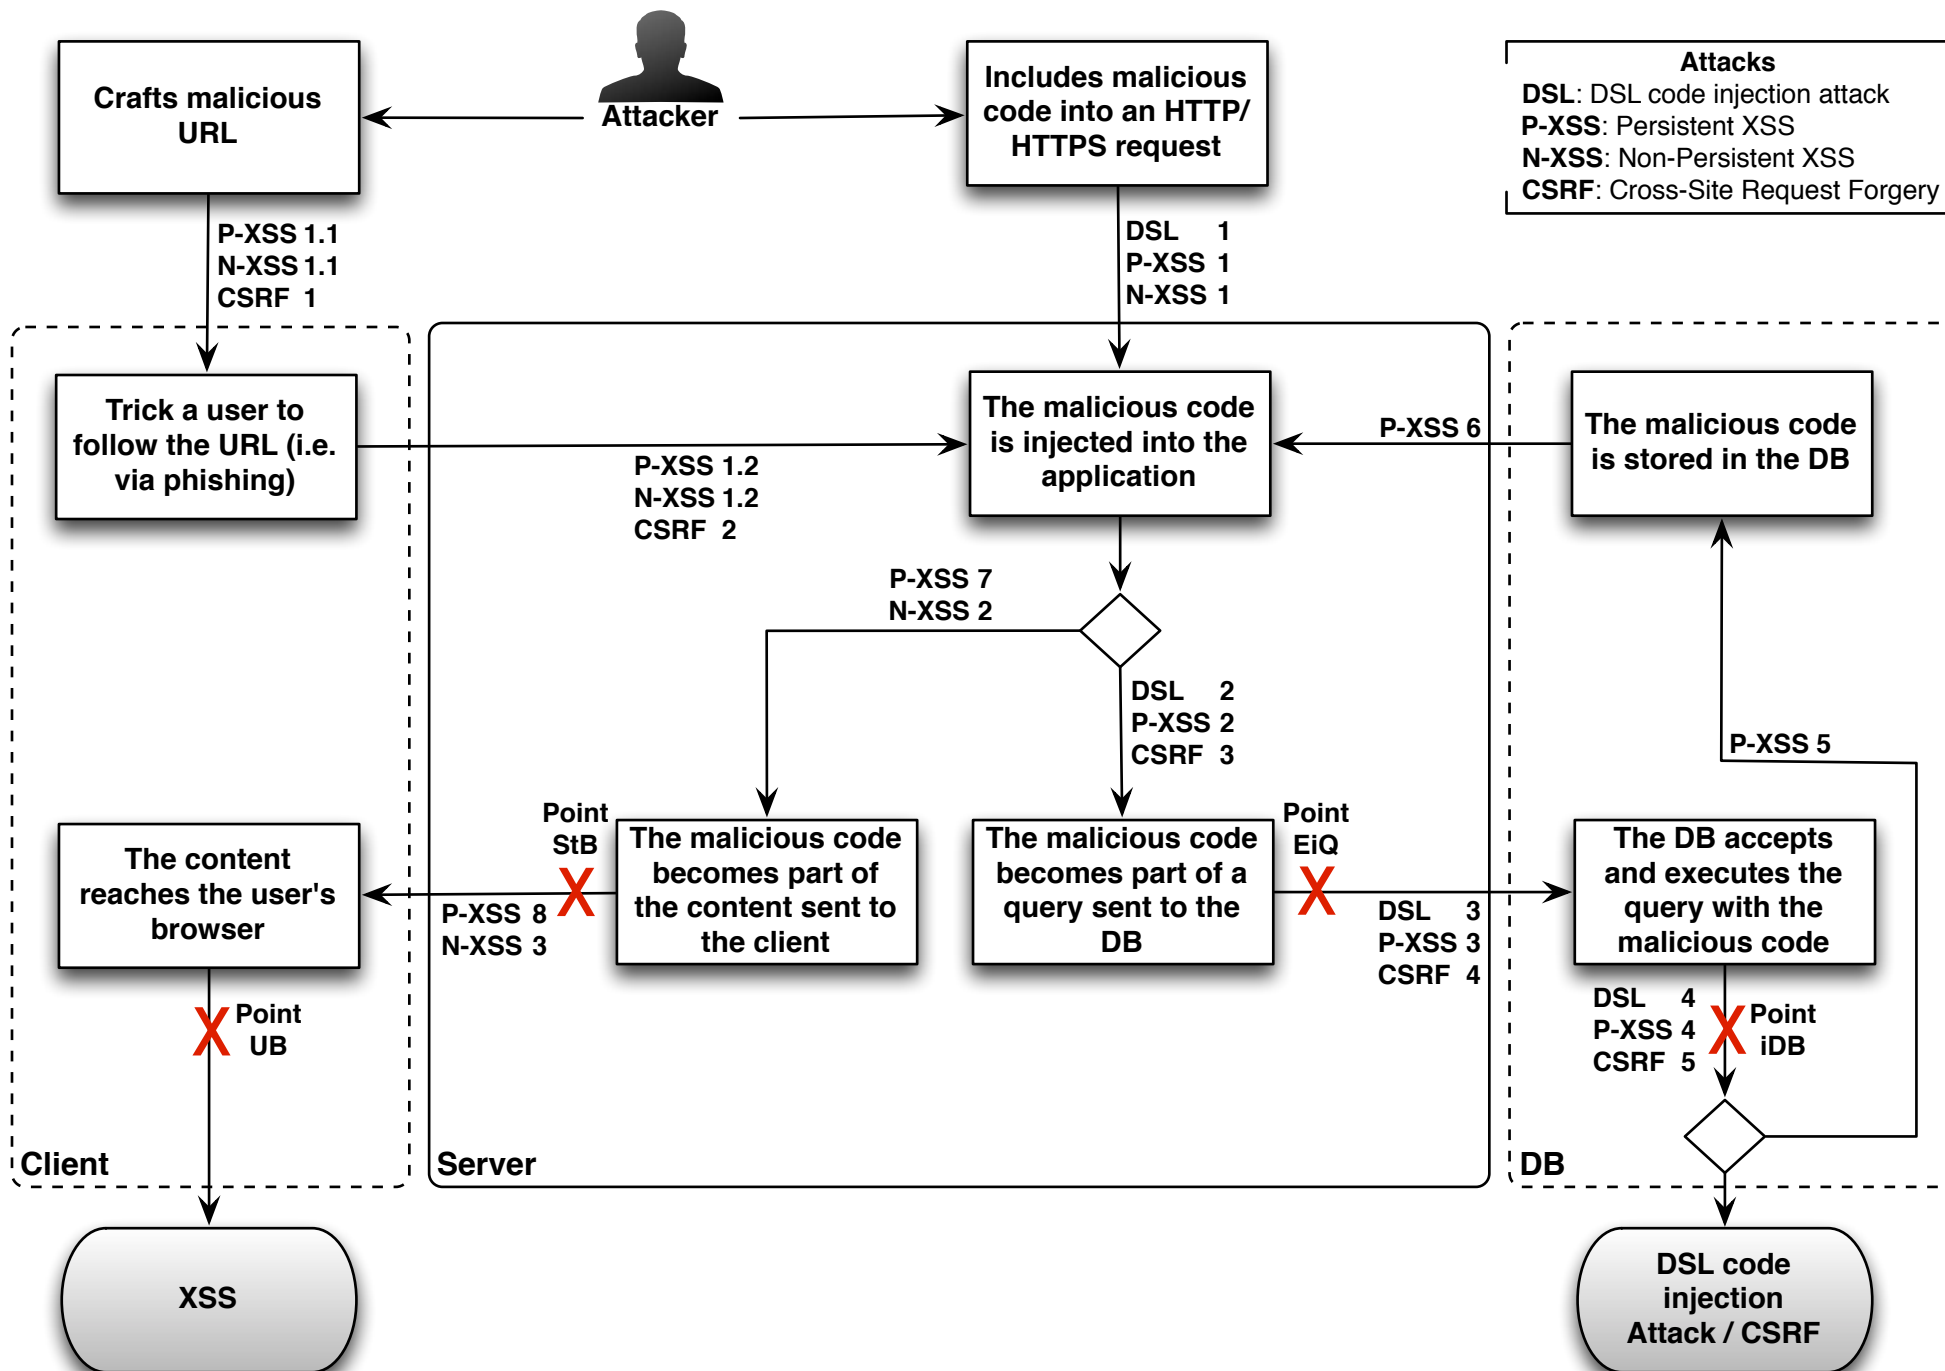 Crafts malicious
URL
Attacker
Includes malicious
code into an HTTP/
HTTPS request
Attacks
DSL: DSL code injection attack
P-XSS: Persistent XSS
N-XSS: Non-Persistent XSS
CSRF: Cross-Site Request Forgery
P-XSS 1.1
N-XSS 1.1
CSRF 1
DSL 1
P-XSS 1
N-XSS 1
Trick a user to
follow the URL (i.e.
via phishing)
P-XSS 1.2
N-XSS 1.2
CSRF 2
The malicious code
is injected into the
application
P-XSS 6
The malicious code
is stored in the DB
P-XSS 7
N-XSS 2
DSL 2
P-XSS 2
CSRF 3
P-XSS 5
The content
reaches the user's
browser
Point
StB
P-XSS 8
N-XSS 3
The malicious code
becomes part of
the content sent to
the client
The malicious code
becomes part of a
query sent to the
DB
Point
EiQ
DSL 3
P-XSS 3
CSRF 4
The DB accepts
and executes the
query with the
malicious code
X
X
X
Point
UB
DSL 4
P-XSS 4
CSRF 5
X
Point
iDB
Client
Server
DB
XSS
DSL code
injection
Attack / CSRF